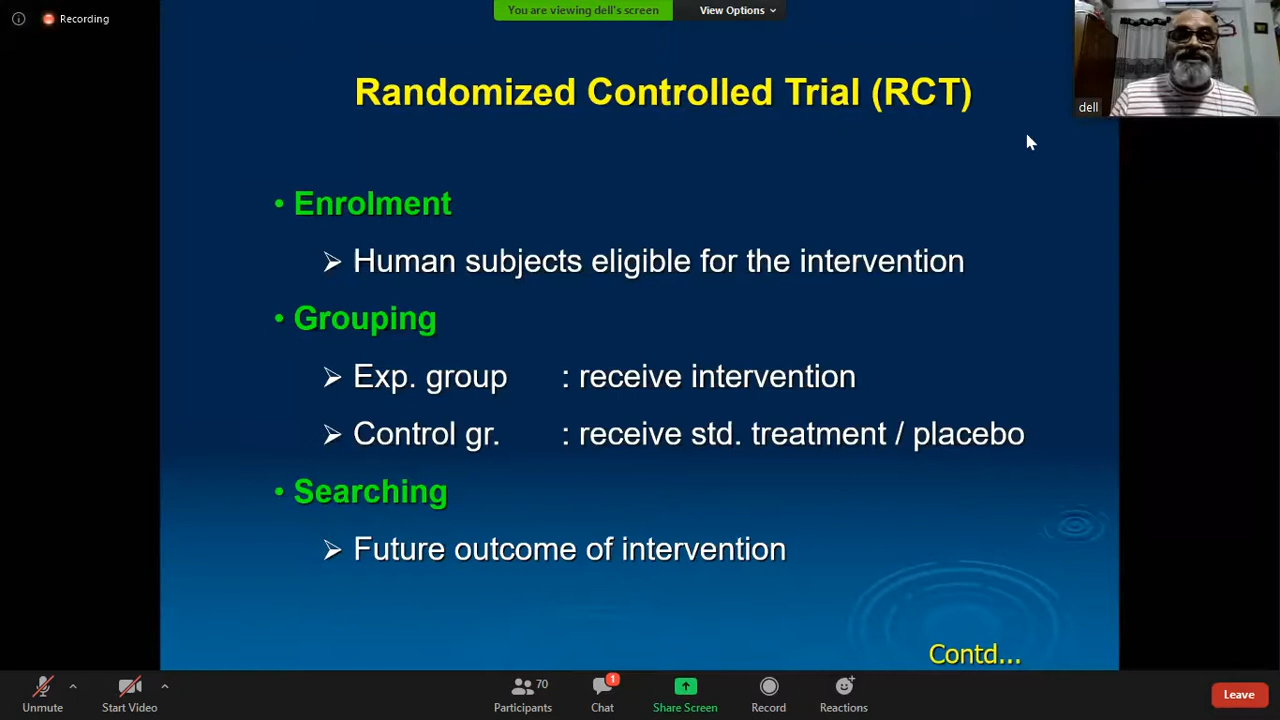 Recording
You are viewing dell's screen
View Options
dell
Randomized Controlled Trial (RCT)
• Enrolment
➢ Human subjects eligible for the intervention
• Grouping
➢ Exp. group : receive intervention
➢ Control gr. : receive std. treatment / placebo
• Searching
➢ Future outcome of intervention
Contd...
Unmute
Start Video
70
Participants
1
Chat
Share Screen
Record
Reactions
Leave